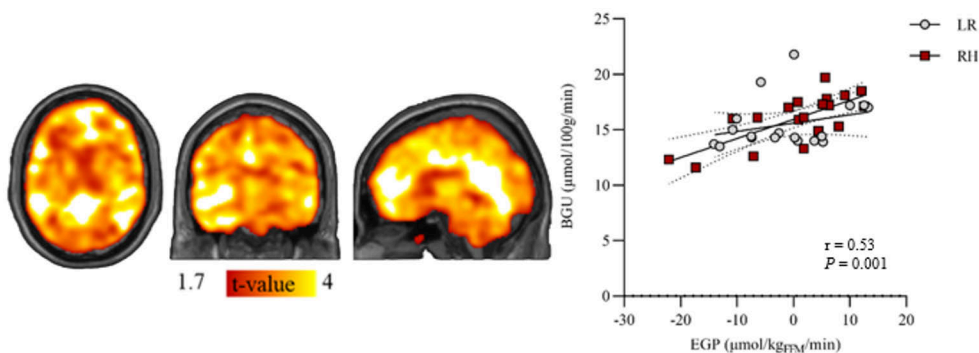 1.7 t-value 4
BGU (µmol/100g/min)
25
20
15
10
5
0
-30 -20 -10 0 10 20
EGP (µmol/kgFFM/min)
r = 0.53
P = 0.001
LR
RH